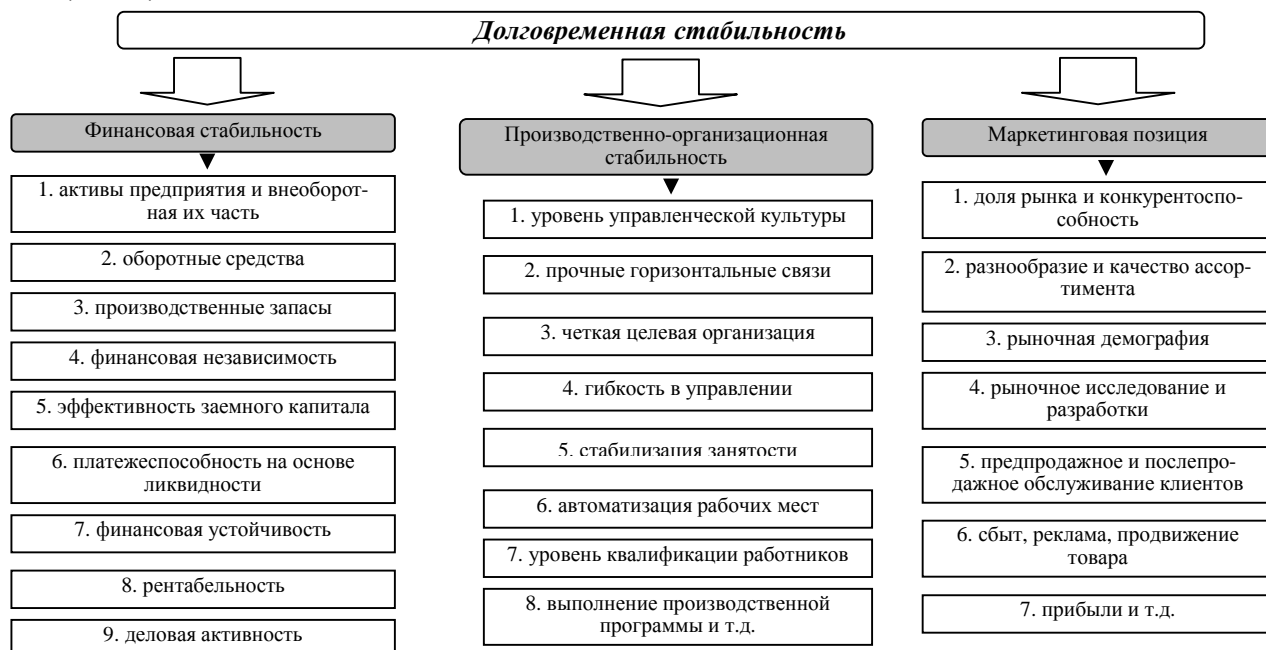 Долговременная стабильность
Финансовая стабильность
1. активы предприятия и внеоборот-
ная их часть
2. оборотные средства
3. производственные запасы
4. финансовая независимость
5. эффективность заемного капитала
6. платежеспособность на основе
ликвидности
7. финансовая устойчивость
8. рентабельность
9. деловая активность
Производственно-организационная
стабильность
1. уровень управленческой культуры
2. прочные горизонтальные связи
3. четкая целевая организация
4. гибкость в управлении
5. стабилизация занятости
6. автоматизация рабочих мест
7. уровень квалификации работников
8. выполнение производственной
программы и т.д.
Маркетинговая позиция
1. доля рынка и конкурентоспо-
собность
2. разнообразие и качество ассор-
тимента
3. рыночная демография
4. рыночное исследование и
разработки
5. предпродажное и послепро-
дажное обслуживание клиентов
6. сбыт, реклама, продвижение
товара
7. прибыли и т.д.